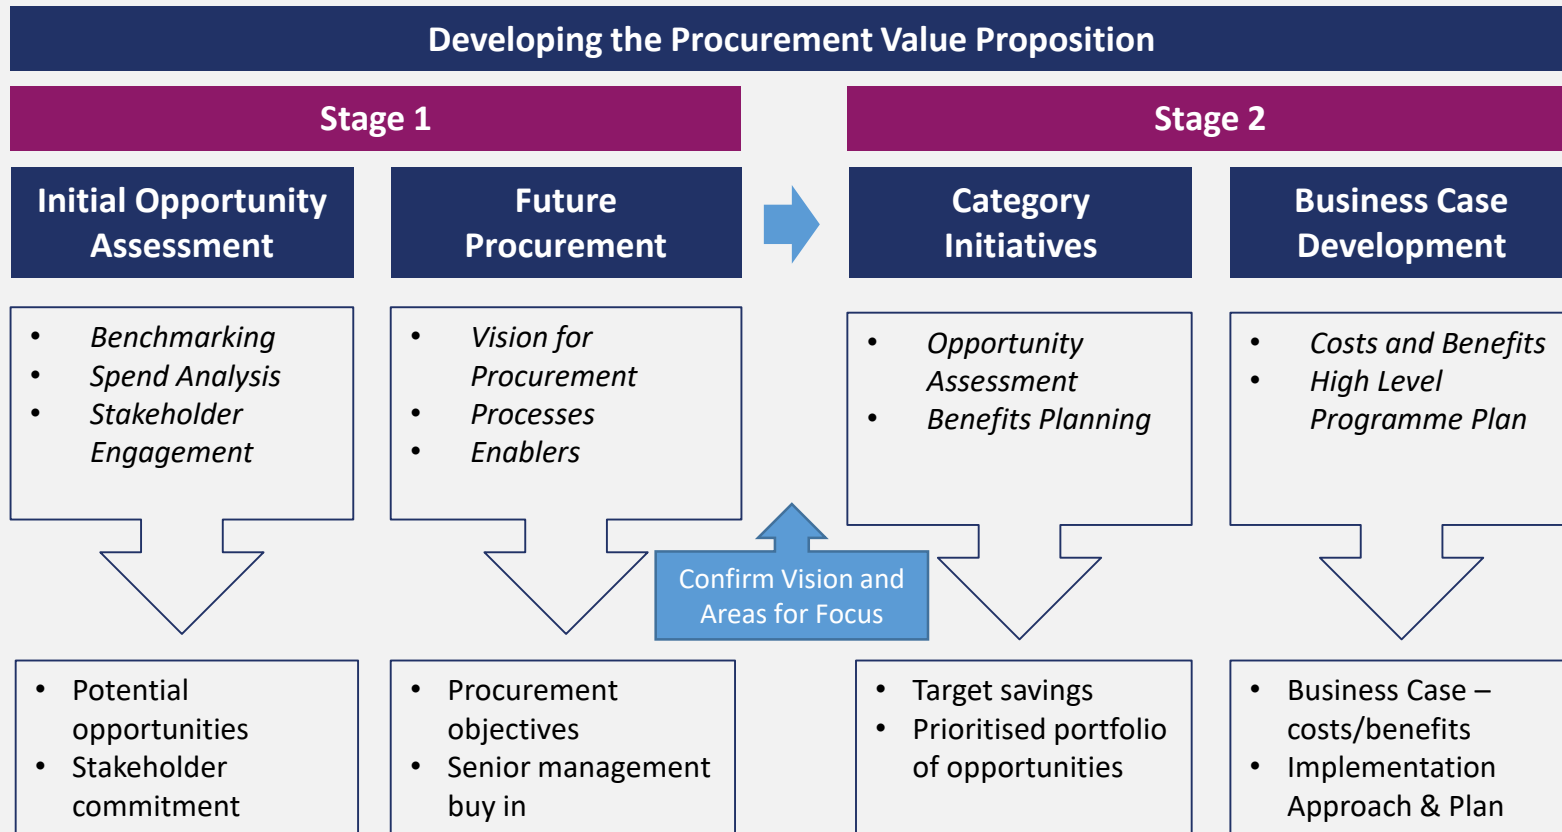 Developing the Procurement Value Proposition
Stage 1
Stage 2
Initial Opportunity
Assessment
Future
Procurement
Category
Initiatives
Business Case
Development
• Benchmarking
• Spend Analysis
• Stakeholder
Engagement
• Vision for
Procurement
• Processes
• Enablers
• Opportunity
Assessment
• Benefits Planning
• Costs and Benefits
• High Level
Programme Plan
Confirm Vision and
Areas for Focus
• Potential
opportunities
• Stakeholder
commitment
• Procurement
objectives
• Senior management
buy in
• Target savings
• Prioritised portfolio
of opportunities
• Business Case –
costs/benefits
• Implementation
Approach & Plan